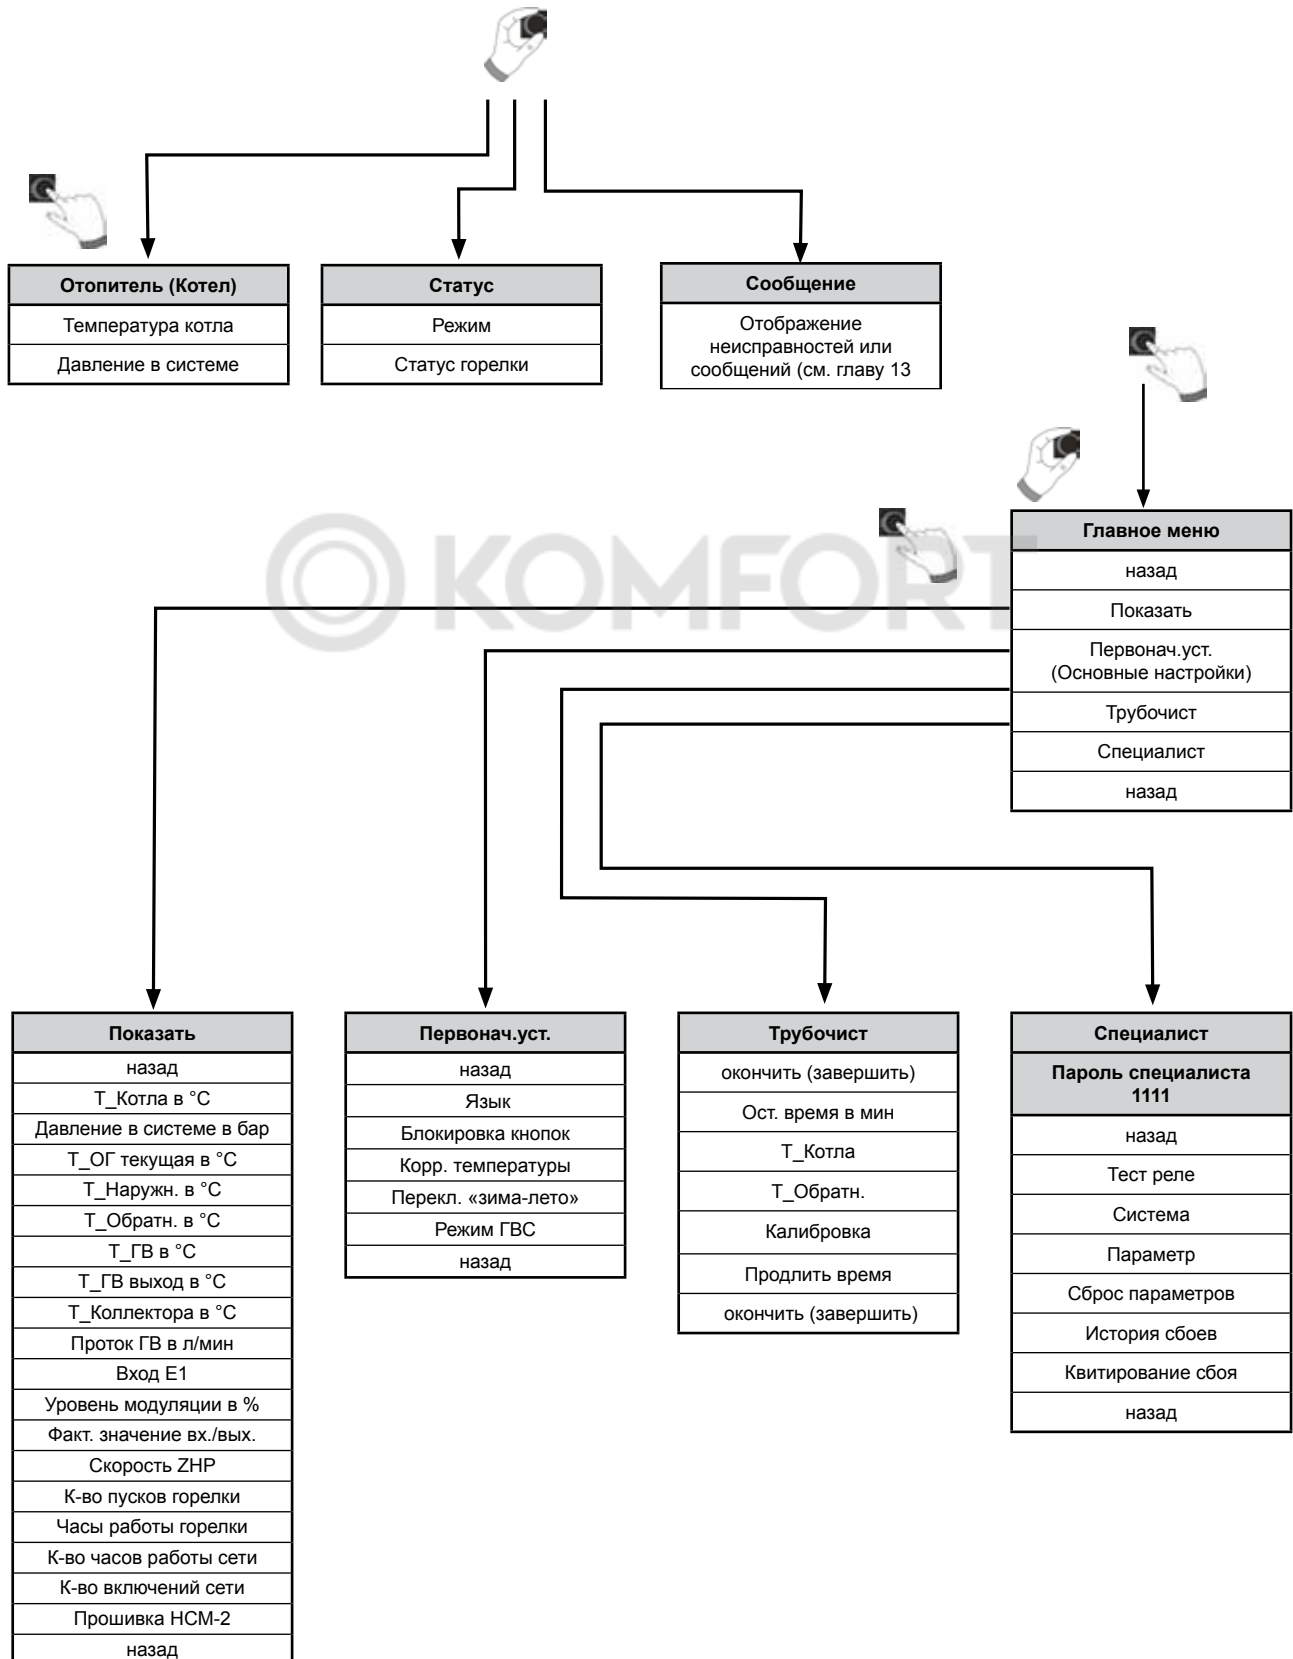 Отопитель (Котел)
Температура котла
Давление в системе
Статус
Режим
Статус горелки
Сообщение
Отображение
неисправностей или
сообщений (см. главу 13
KOMFORT
Главное меню
назад
Показать
Первонач.уст.
(Основные настройки)
Трубочист
Специалист
назад
Показать
назад
Т_Котла в °C
Давление в системе в бар
Т_ОГ текущая в °C
Т_Наружн. в °C
Т_Обратн. в °C
Т_ГВ в °C
Т_ГВ выход в °C
Т_Коллектора в °C
Проток ГВ в л/мин
Вход E1
Уровень модуляции в %
Факт. значение вх./вых.
Скорость ZHP
К-во пусков горелки
Часы работы горелки
К-во часов работы сети
К-во включений сети
Прошивка HCM-2
назад
Первонач.уст.
назад
Язык
Блокировка кнопок
Корр. температуры
Перекл. «зима-лето»
Режим ГВС
назад
Трубочист
окончить (завершить)
Ост. время в мин
Т_Котла
Т_Обратн.
Калибровка
Продлить время
окончить (завершить)
Специалист
Пароль специалиста
1111
назад
Тест реле
Система
Параметр
Сброс параметров
История сбоев
Квитирование сбоя
назад